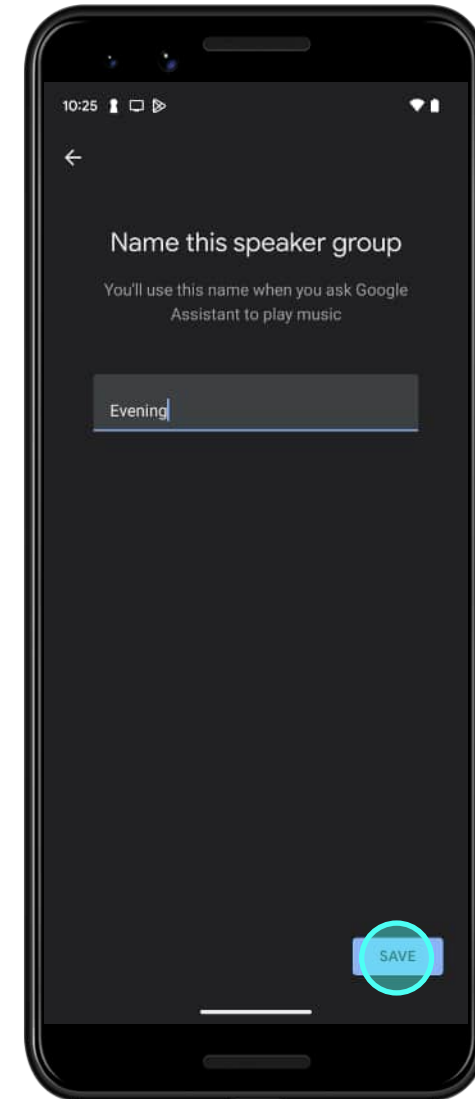 10:25
Name this speaker group
You'll use this name when you ask Google
Assistant to play music
Evening
SAVE